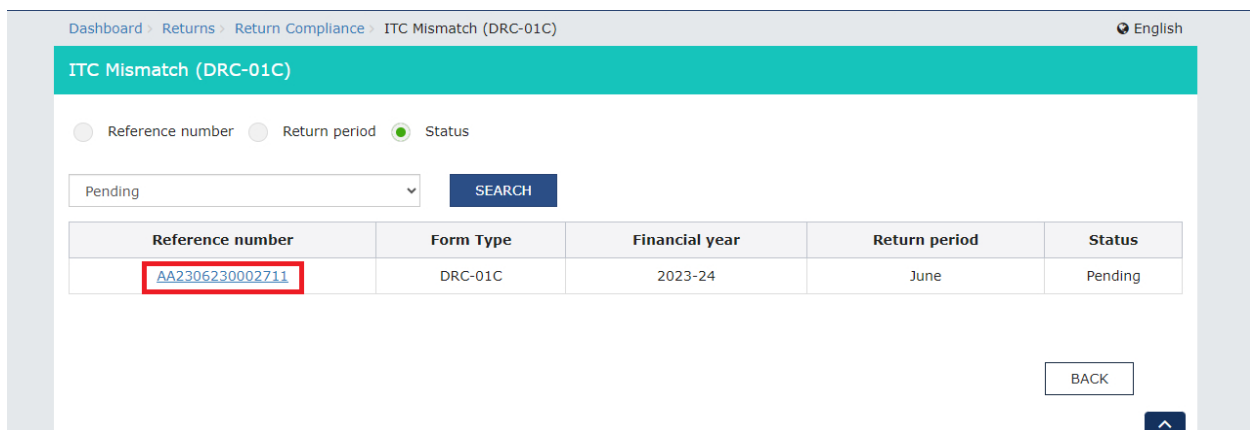 Dashboard > Returns > Return Compliance > ITC Mismatch (DRC-01C) English
ITC Mismatch (DRC-01C)
Reference number Return period Status
Pending SEARCH
Reference number Form Type Financial year Return period Status
AA2306230002711 DRC-01C 2023-24 June Pending
BACK